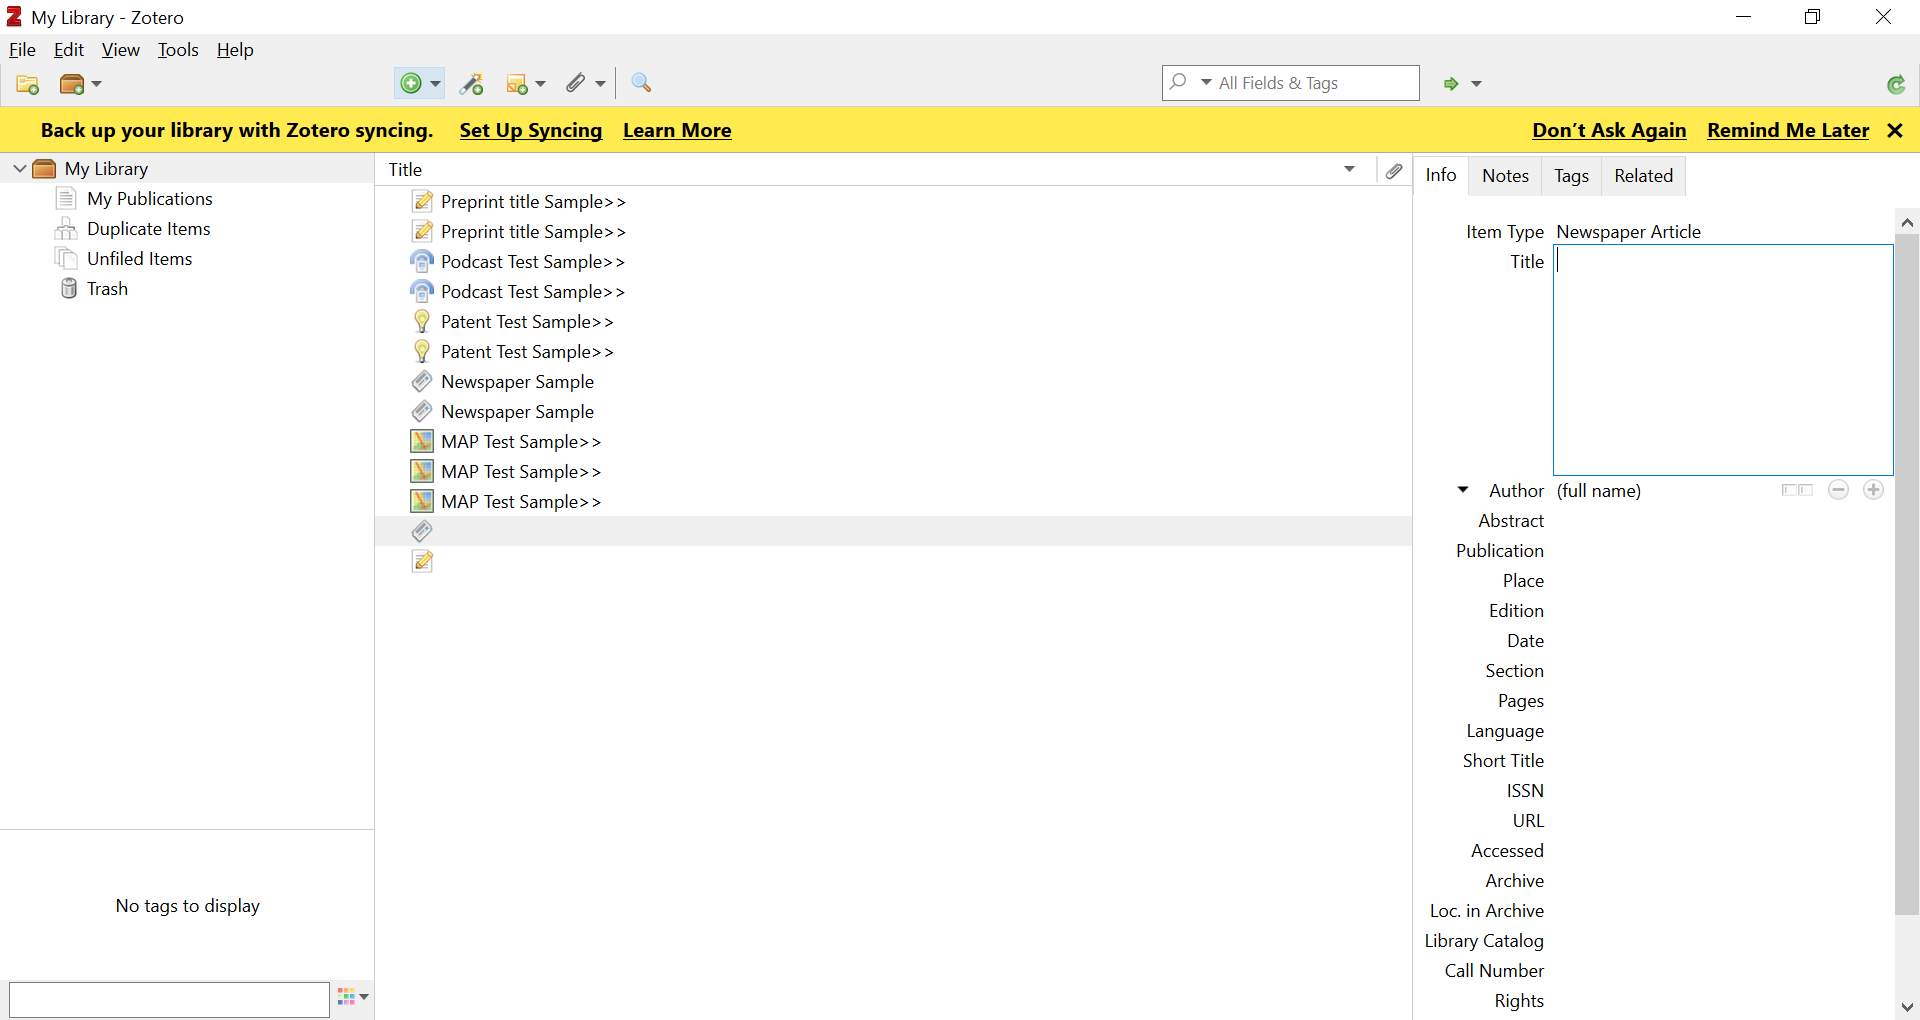 My Library - Zotero
File Edit View Tools Help
All Fields & Tags
Back up your library with Zotero syncing. Set Up Syncing Learn More Don't Ask Again Remind Me Later
My Library
My Publications
Duplicate Items
Unfiled Items
Trash
No tags to display
Title
Preprint title Sample>>
Preprint title Sample>>
Podcast Test Sample>>
Podcast Test Sample>>
Patent Test Sample>>
Patent Test Sample>>
Newspaper Sample
Newspaper Sample
MAP Test Sample>>
MAP Test Sample>>
MAP Test Sample>>
Info Notes Tags Related
Item Type Newspaper Article
Title
Author (full name)
Abstract
Publication
Place
Edition
Date
Section
Pages
Language
Short Title
ISSN
URL
Accessed
Archive
Loc. in Archive
Library Catalog
Call Number
Rights